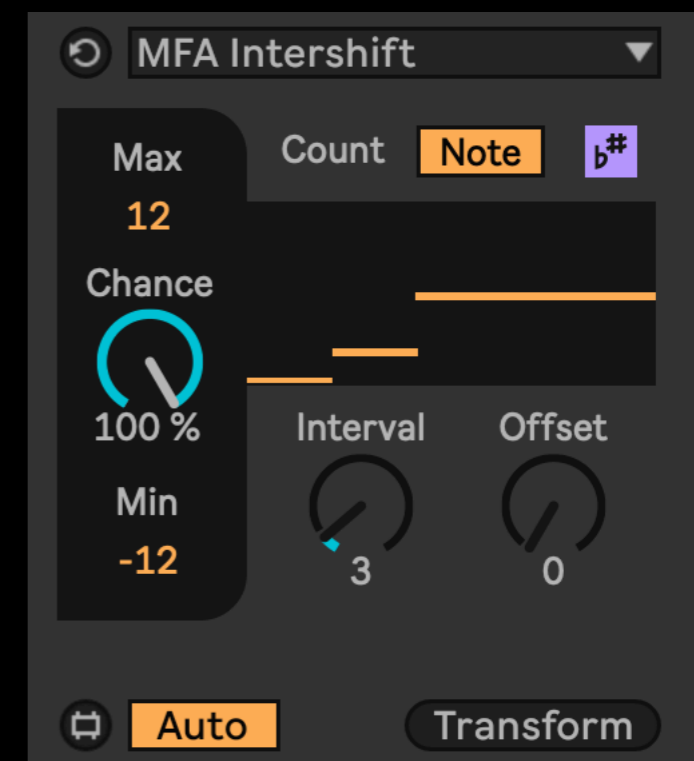 MFA Intershift
Max
Count Note ♭#
12
Chance
100 %
Interval Offset
Min
3 0
-12
Auto Transform